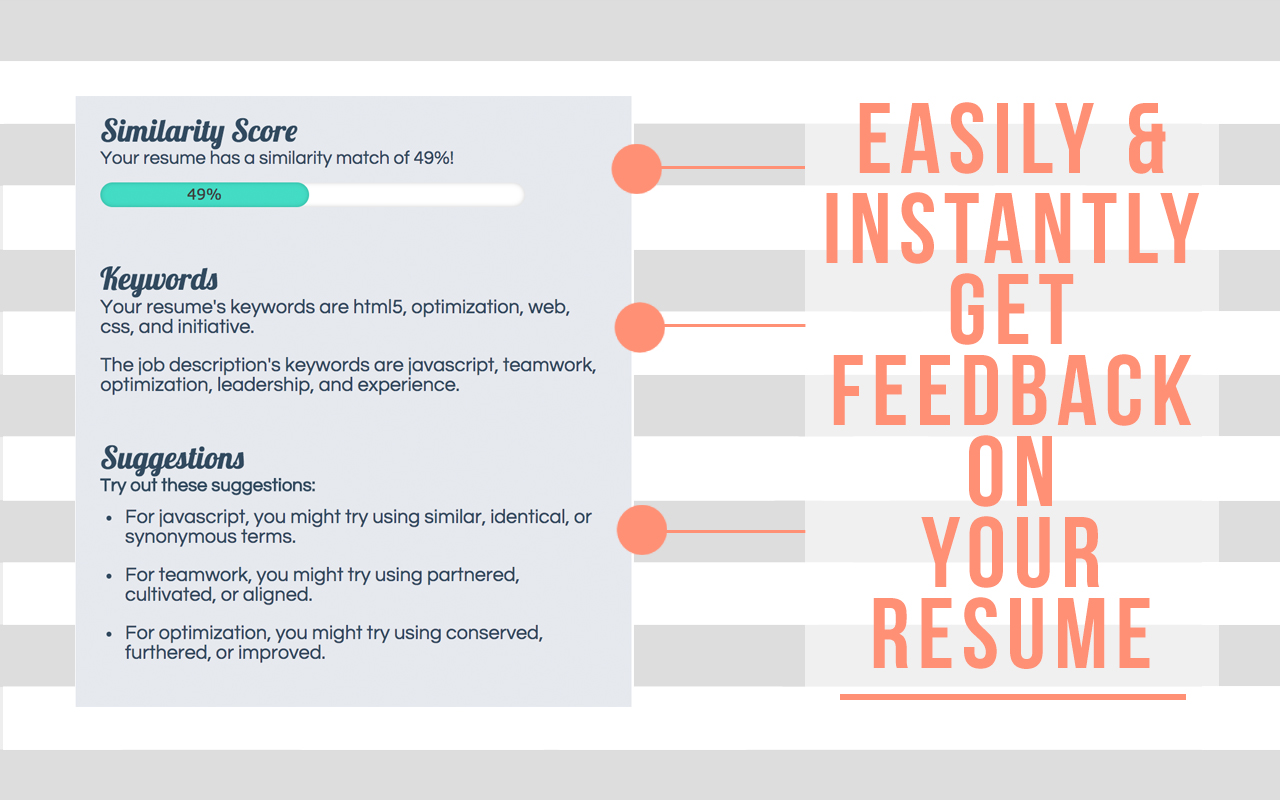 Similarity Score
Your resume has a similarity match of 49%!
49%
Keywords
Your resume's keywords are html5, optimization, web,
css, and initiative.
The job description's keywords are javascript, teamwork,
optimization, leadership, and experience.
Suggestions
Try out these suggestions:
• For javascript, you might try using similar, identical, or
synonymous terms.
• For teamwork, you might try using partnered,
cultivated, or aligned.
• For optimization, you might try using conserved,
furthered, or improved.
EASILY &
INSTANTLY
GET
FEEDBACK
ON
YOUR
RESUME